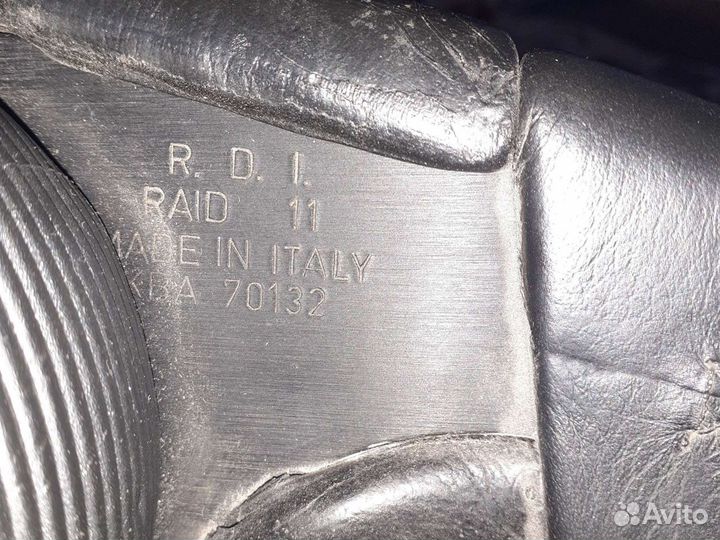 R. D. I.
RAID 11
MADE IN ITALY
KBA 70132
Avito